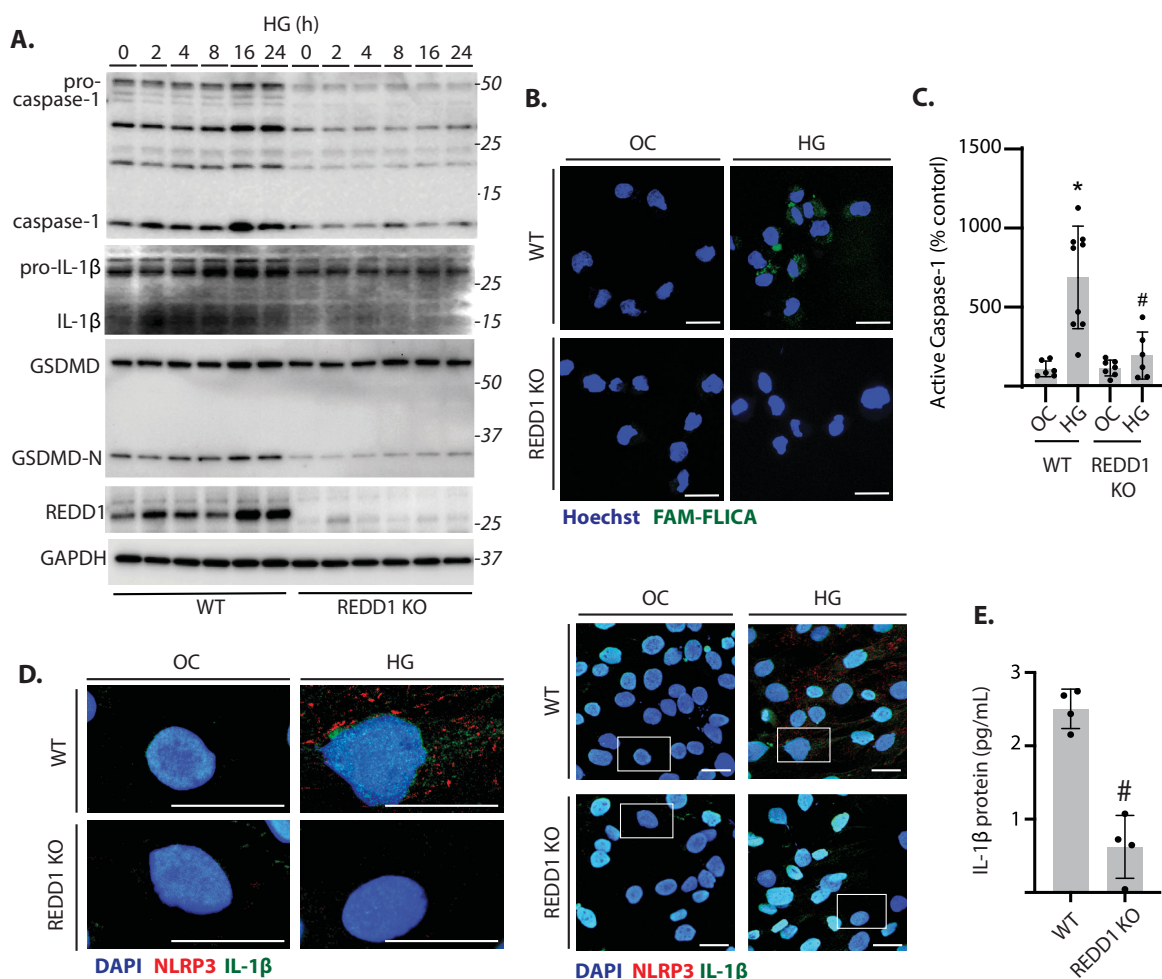 A.
HG (h)
0 2 4 8 16 24 0 2 4 8 16 24
pro-
caspase-1
caspase-1
-50
-25
-15
pro-IL-1β
IL-1β
-25
-15
GSDMD
GSDMD-N
-50
-37
REDD1
-25
GAPDH
-37
WT REDD1 KO
B.
OC HG
WT
REDD1 KO
Hoechst FAM-FLICA
C.
Active Caspase-1 (% contorl)
1500
1000
500
*
#
OC HG OC HG
WT REDD1
KO
D.
OC HG
WT
REDD1 KO
DAPI NLRP3 IL-1β
OC HG
WT
REDD1 KO
DAPI NLRP3 IL-1β
E.
IL-1β protein (pg/mL)
3
2
1
#
WT REDD1 KO